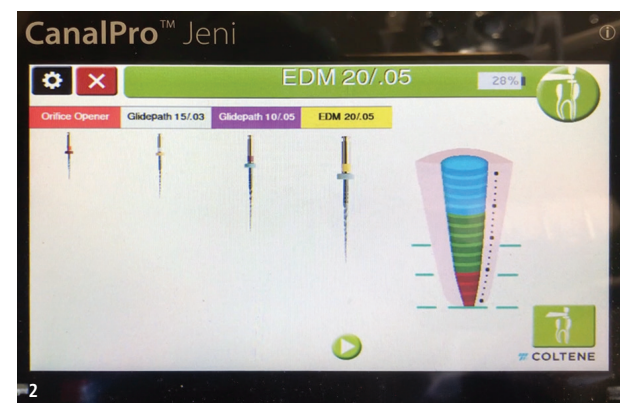 CanalPro™ Jeni
EDM 20/.05
28%
Orifice Opener
Glidepath 15/.03
Glidepath 10/.05
EDM 20/.05
COLTENE
2